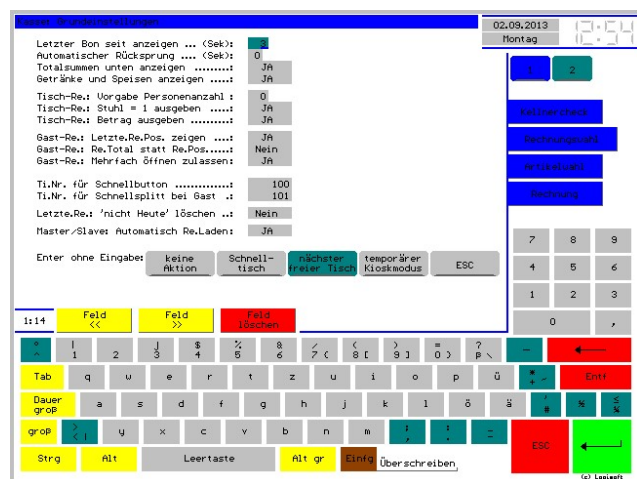 Kassen Grundeinstellungen
02.09.2013
Montag
Letzter Bon seit anzeigen ... (Sek): 3
Automatischer Rücksprung .... (Sek): 0
Totalsummen unten anzeigen .........: JA
Getränke und Speisen anzeigen ....: JA
Tisch-Re.: Vorgabe Personenanzahl : 0
Tisch-Re.: Stuhl = 1 ausgeben .....: JA
Tisch-Re.: Betrag ausgeben .........: JA
Gast-Re.: Letzte.Re.Pos. zeigen ....: JA
Gast-Re.: Re.Total statt Re.Pos.....: Nein
Gast-Re.: Mehrfach öffnen zulassen: JA
Ti.Nr. für Schnellbutton .............: 100
Ti.Nr. für Schnellsplitt bei Gast .: 101
Letzte.Re.: 'nicht Heute' löschen ..: Nein
Master/Slave: Automatisch Re.Laden: JA
Enter ohne Eingabe: keine Aktion Schnell-tisch nächster freier Tisch temporärer Kioskmodus ESC
1 2
Kellnercheck
Rechnungswahl
Artikelwahl
Rechnung
7 8 9
4 5 6
1 2 3
0 ,
1:14 Feld << Feld >> Feld löschen
° ^ ! 1 2 3 $ 4 % 5 & 6 / 7 { ( 8 [ ) 9 ] = 0 } ? β \ ←
Tab q w e r t z u i o p ü * + ~ Entf
Dauer groß a s d f g h j k l ö ä ' #
groß > < | y x c v b n m ; , : . _ -
ESC
Strg Alt Leertaste Alt gr Einfg Überschreiben
(c) Logisoft